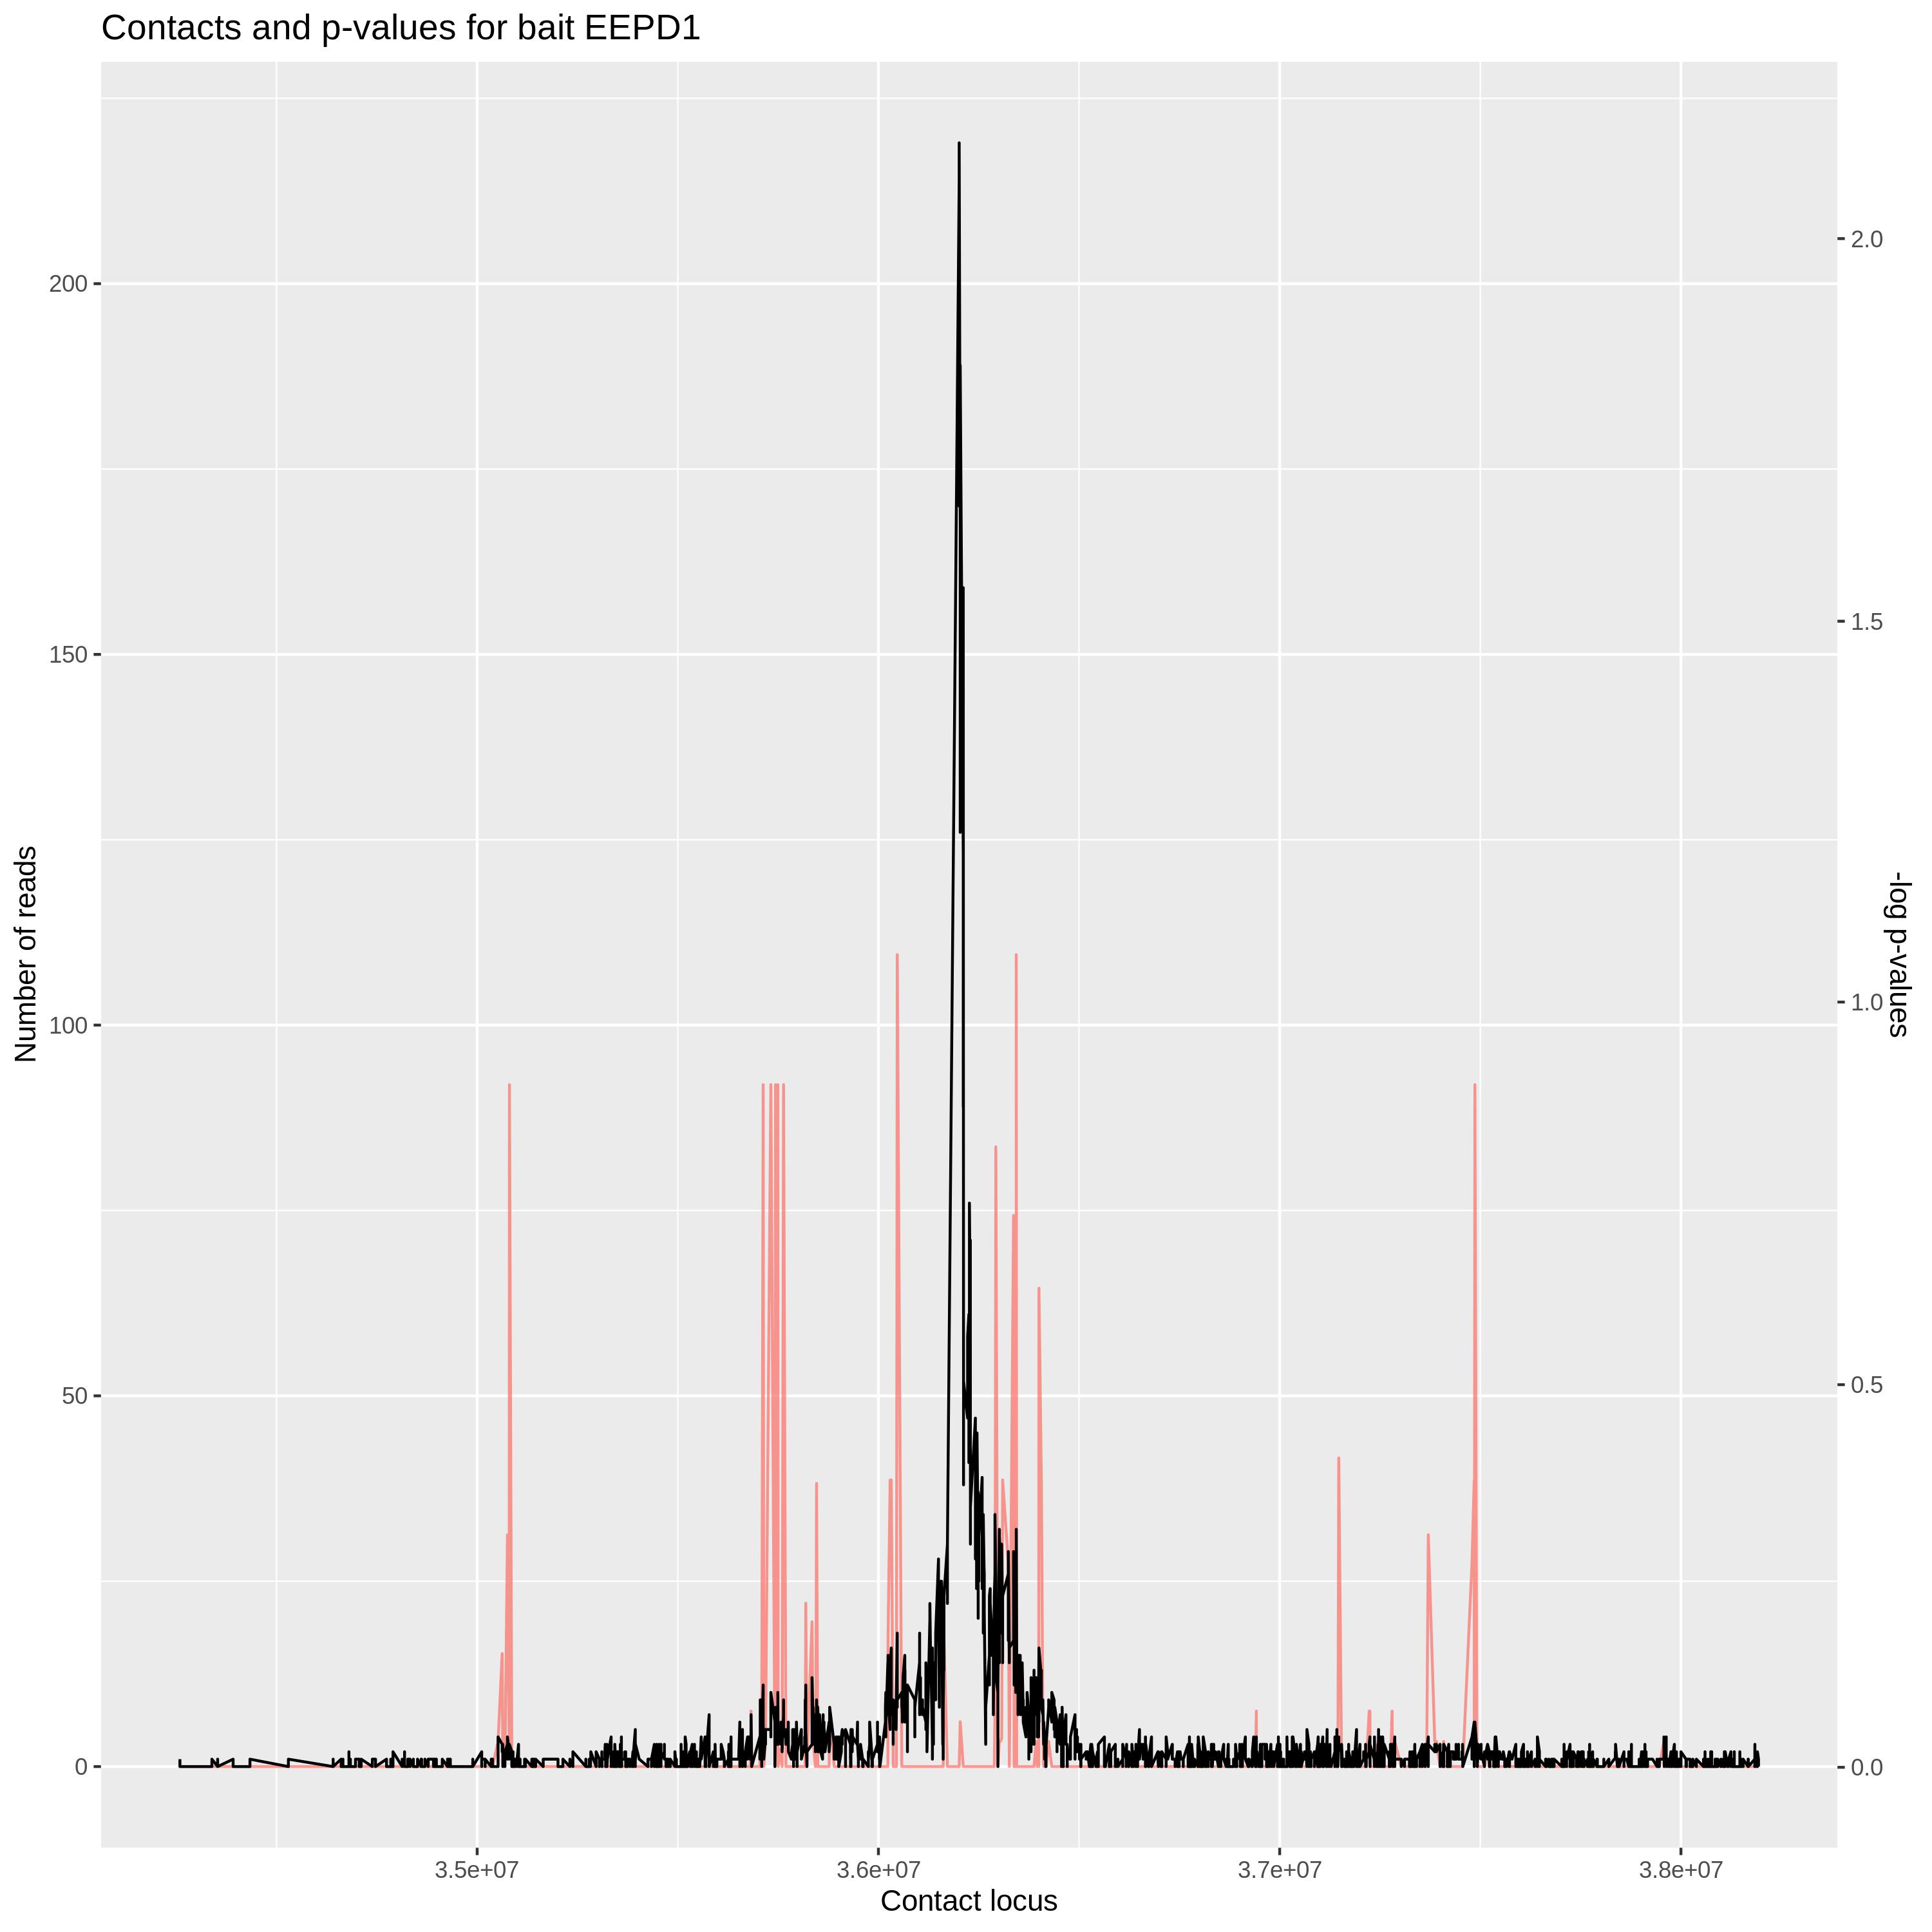 Contacts and p-values for bait EEPD1
Number of reads
200
150
100
50
0
2.0
1.5
1.0
0.5
0.0
-log p-values
3.5e+07
3.6e+07
3.7e+07
3.8e+07
Contact locus